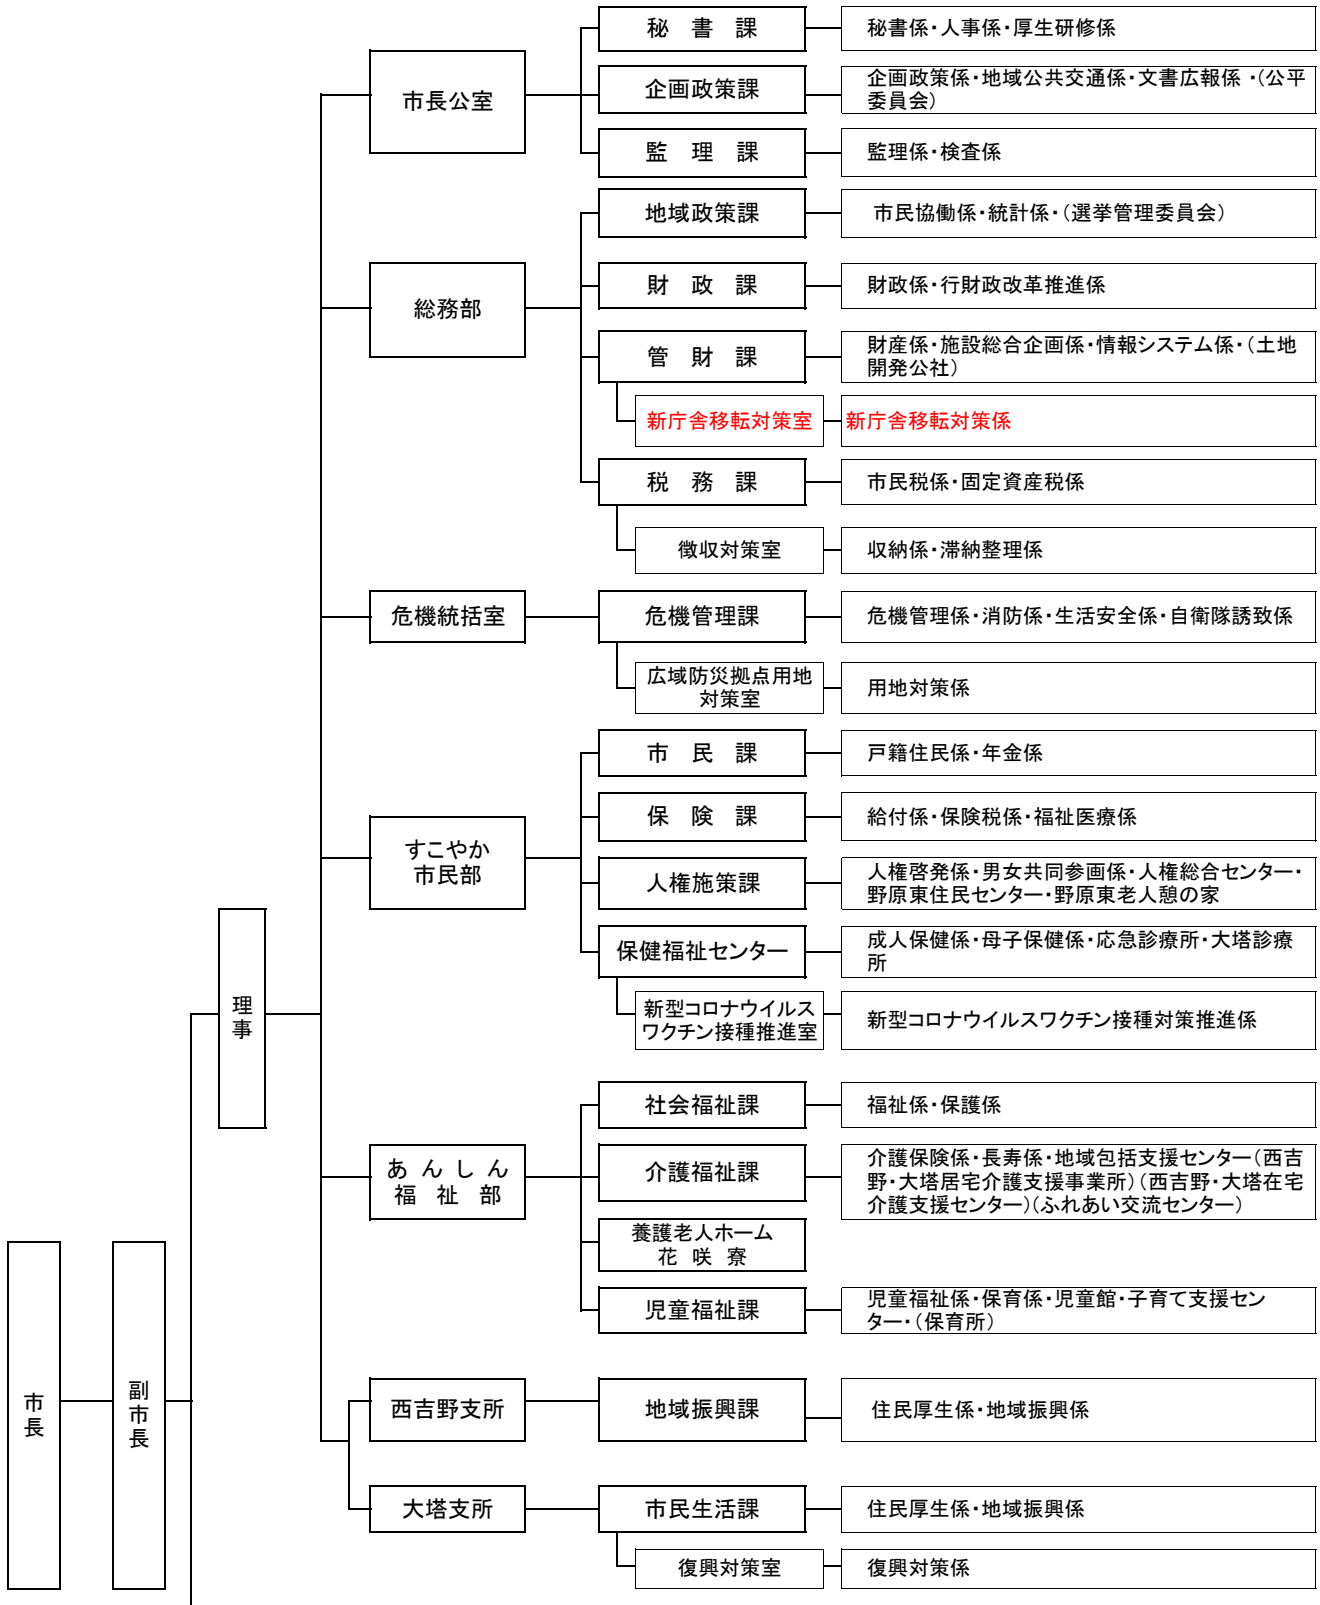 秘　書　課
秘書係・人事係・厚生研修係
市長公室
企画政策課
企画政策係・地域公共交通係・文書広報係 ・(公平
委員会)
監　理　課
監理係・検査係
地域政策課
市民協働係・統計係・(選挙管理委員会)
総務部
財　政　課
財政係・行財政改革推進係
管　財　課
財産係・施設総合企画係・情報システム係・(土地
開発公社)
新庁舎移転対策室
新庁舎移転対策係
税　務　課
市民税係・固定資産税係
徴収対策室
収納係・滞納整理係
危機統括室
危機管理課
危機管理係・消防係・生活安全係・自衛隊誘致係
広域防災拠点用地
対策室
用地対策係
市　民　課
戸籍住民係・年金係
すこやか
市民部
保　険　課
給付係・保険税係・福祉医療係
人権施策課
人権啓発係・男女共同参画係・人権総合センター・
野原東住民センター・野原東老人憩の家
保健福祉センター
成人保健係・母子保健係・応急診療所・大塔診療
所
新型コロナウイルス
ワクチン接種推進室
新型コロナウイルスワクチン接種対策推進係
理事
社会福祉課
福祉係・保護係
あ ん し ん
福　祉　部
介護福祉課
介護保険係・長寿係・地域包括支援センター(西吉
野・大塔居宅介護支援事業所)(西吉野・大塔在宅
介護支援センター)(ふれあい交流センター)
養護老人ホーム
花　咲　寮
児童福祉課
児童福祉係・保育係・児童館・子育て支援セン
ター・(保育所)
市長
副市長
西吉野支所
地域振興課
住民厚生係・地域振興係
大塔支所
市民生活課
住民厚生係・地域振興係
復興対策室
復興対策係